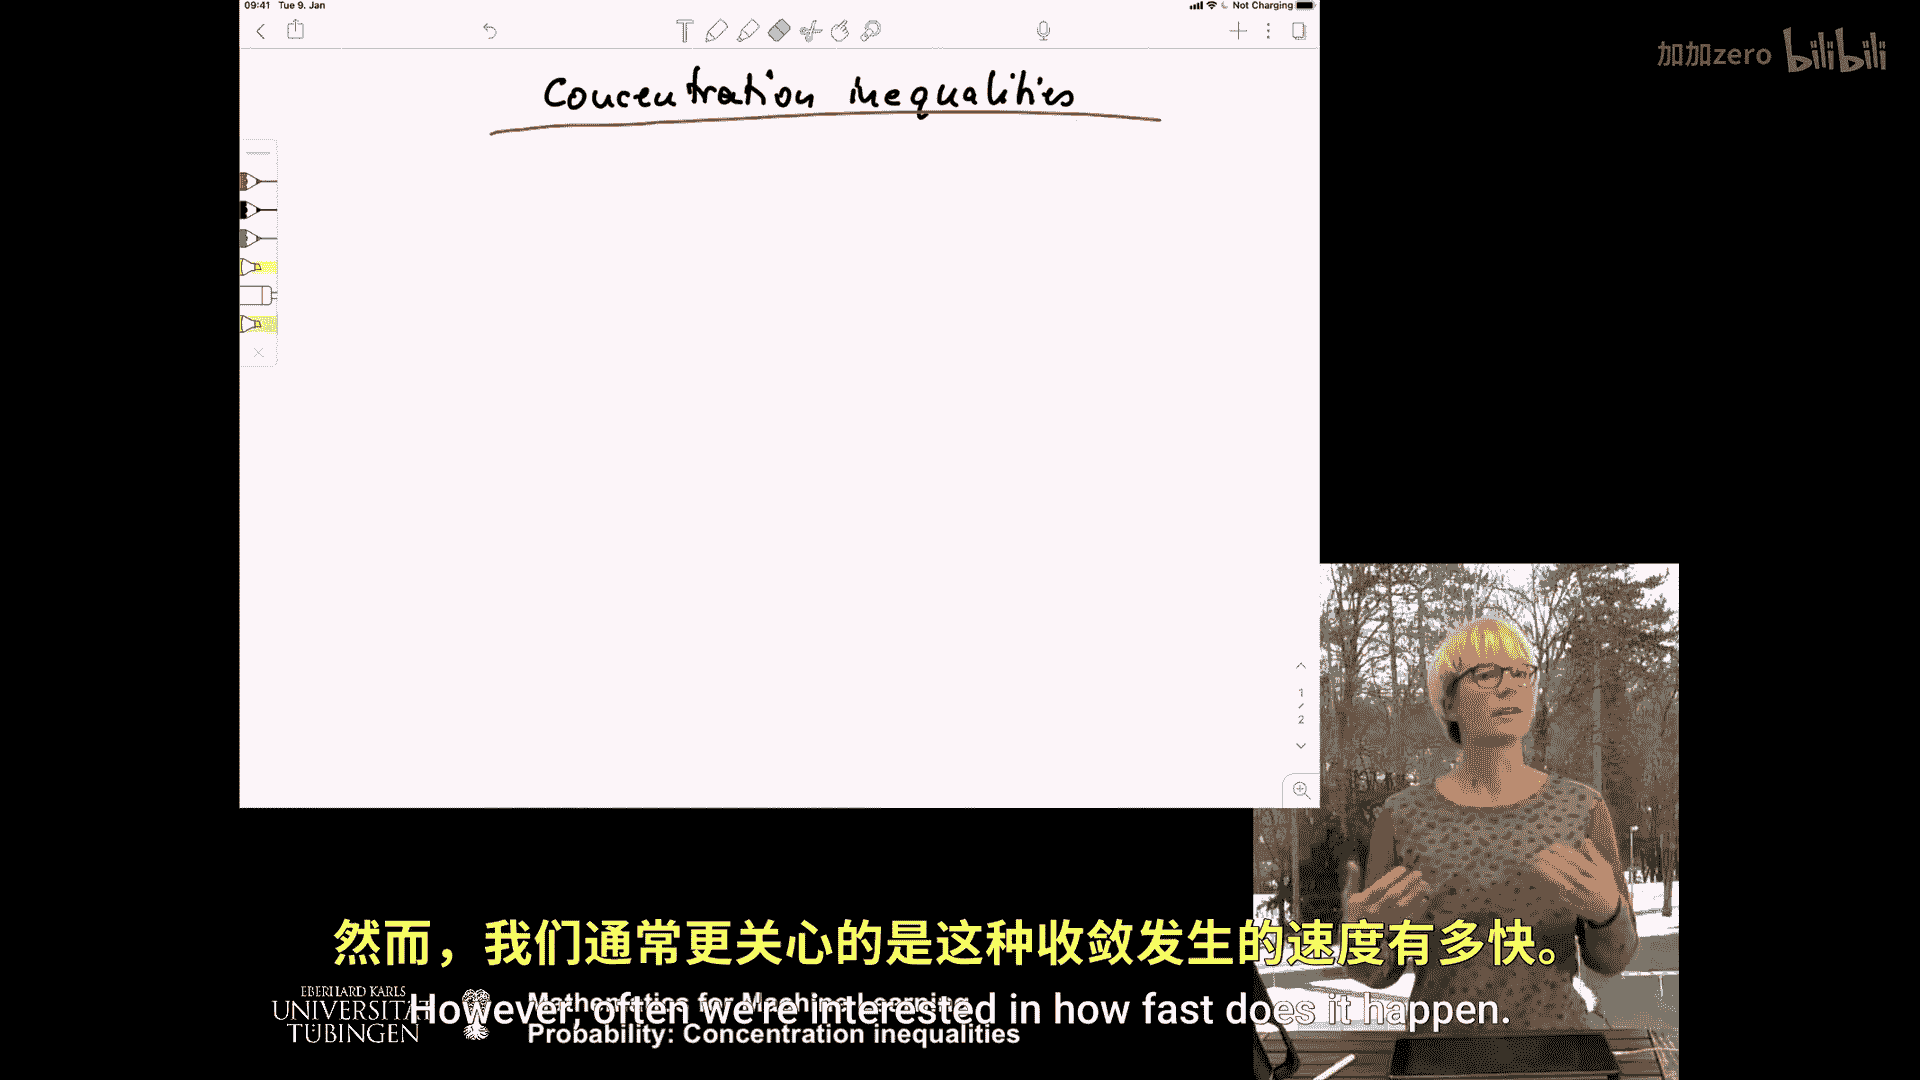 09:41 Tue 9. Jan
Not Charging
加加zero bilibili
Concentration inequalities
1
/
2
然而，我们通常更关心的是这种收敛发生的速度有多快。
However, often we're interested in how fast does it happen.
EBERHARD KARLS
UNIVERSITÄT
TÜBINGEN
Mathematics for Machine Learning
Probability: Concentration inequalities